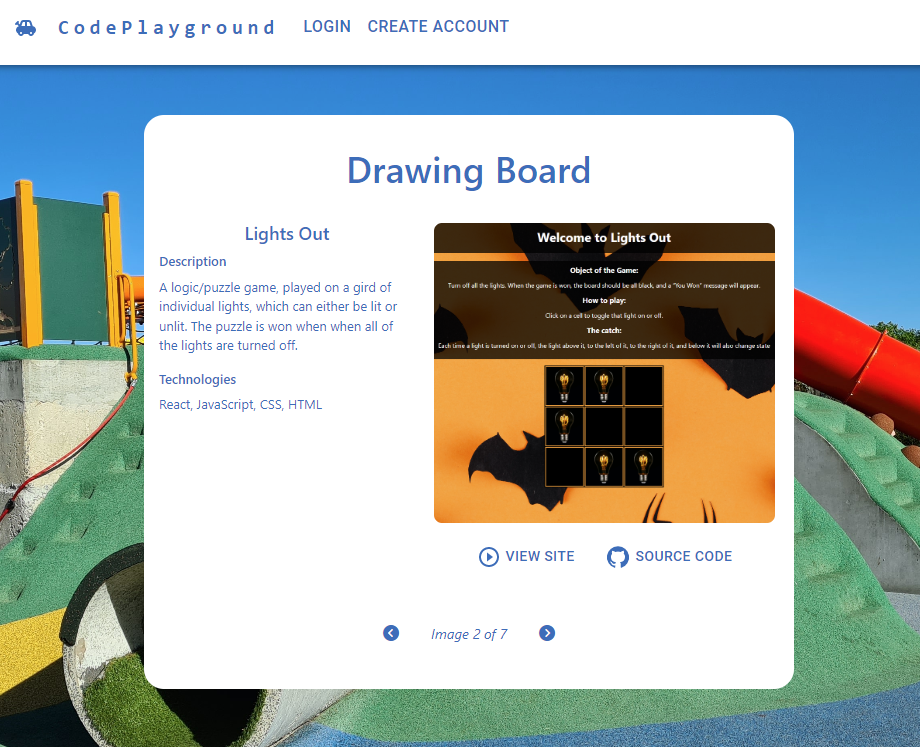 CodePlayground LOGIN CREATE ACCOUNT
Drawing Board
Lights Out
Description
A logic/puzzle game, played on a gird of
individual lights, which can either be lit or
unlit. The puzzle is won when when all of
the lights are turned off.
Technologies
React, JavaScript, CSS, HTML
Welcome to Lights Out
Object of the Game:
Turn off all the lights. When the game is won, the board should be all black, and a "You Won" message will appear.
How to play:
Click on a cell to toggle that light on or off.
The catch:
Each time a light is turned on or off, the light above it, to the left of it, to the right of it, and below it will also change state
VIEW SITE SOURCE CODE
Image 2 of 7